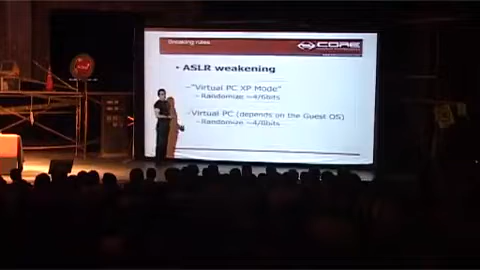 Breaking rules
CORE
• ASLR weakening
–"Virtual PC XP Mode"
– Randomize ~4/6bits
–Virtual PC (depends on the Guest OS)
– Randomize ~4/8bits